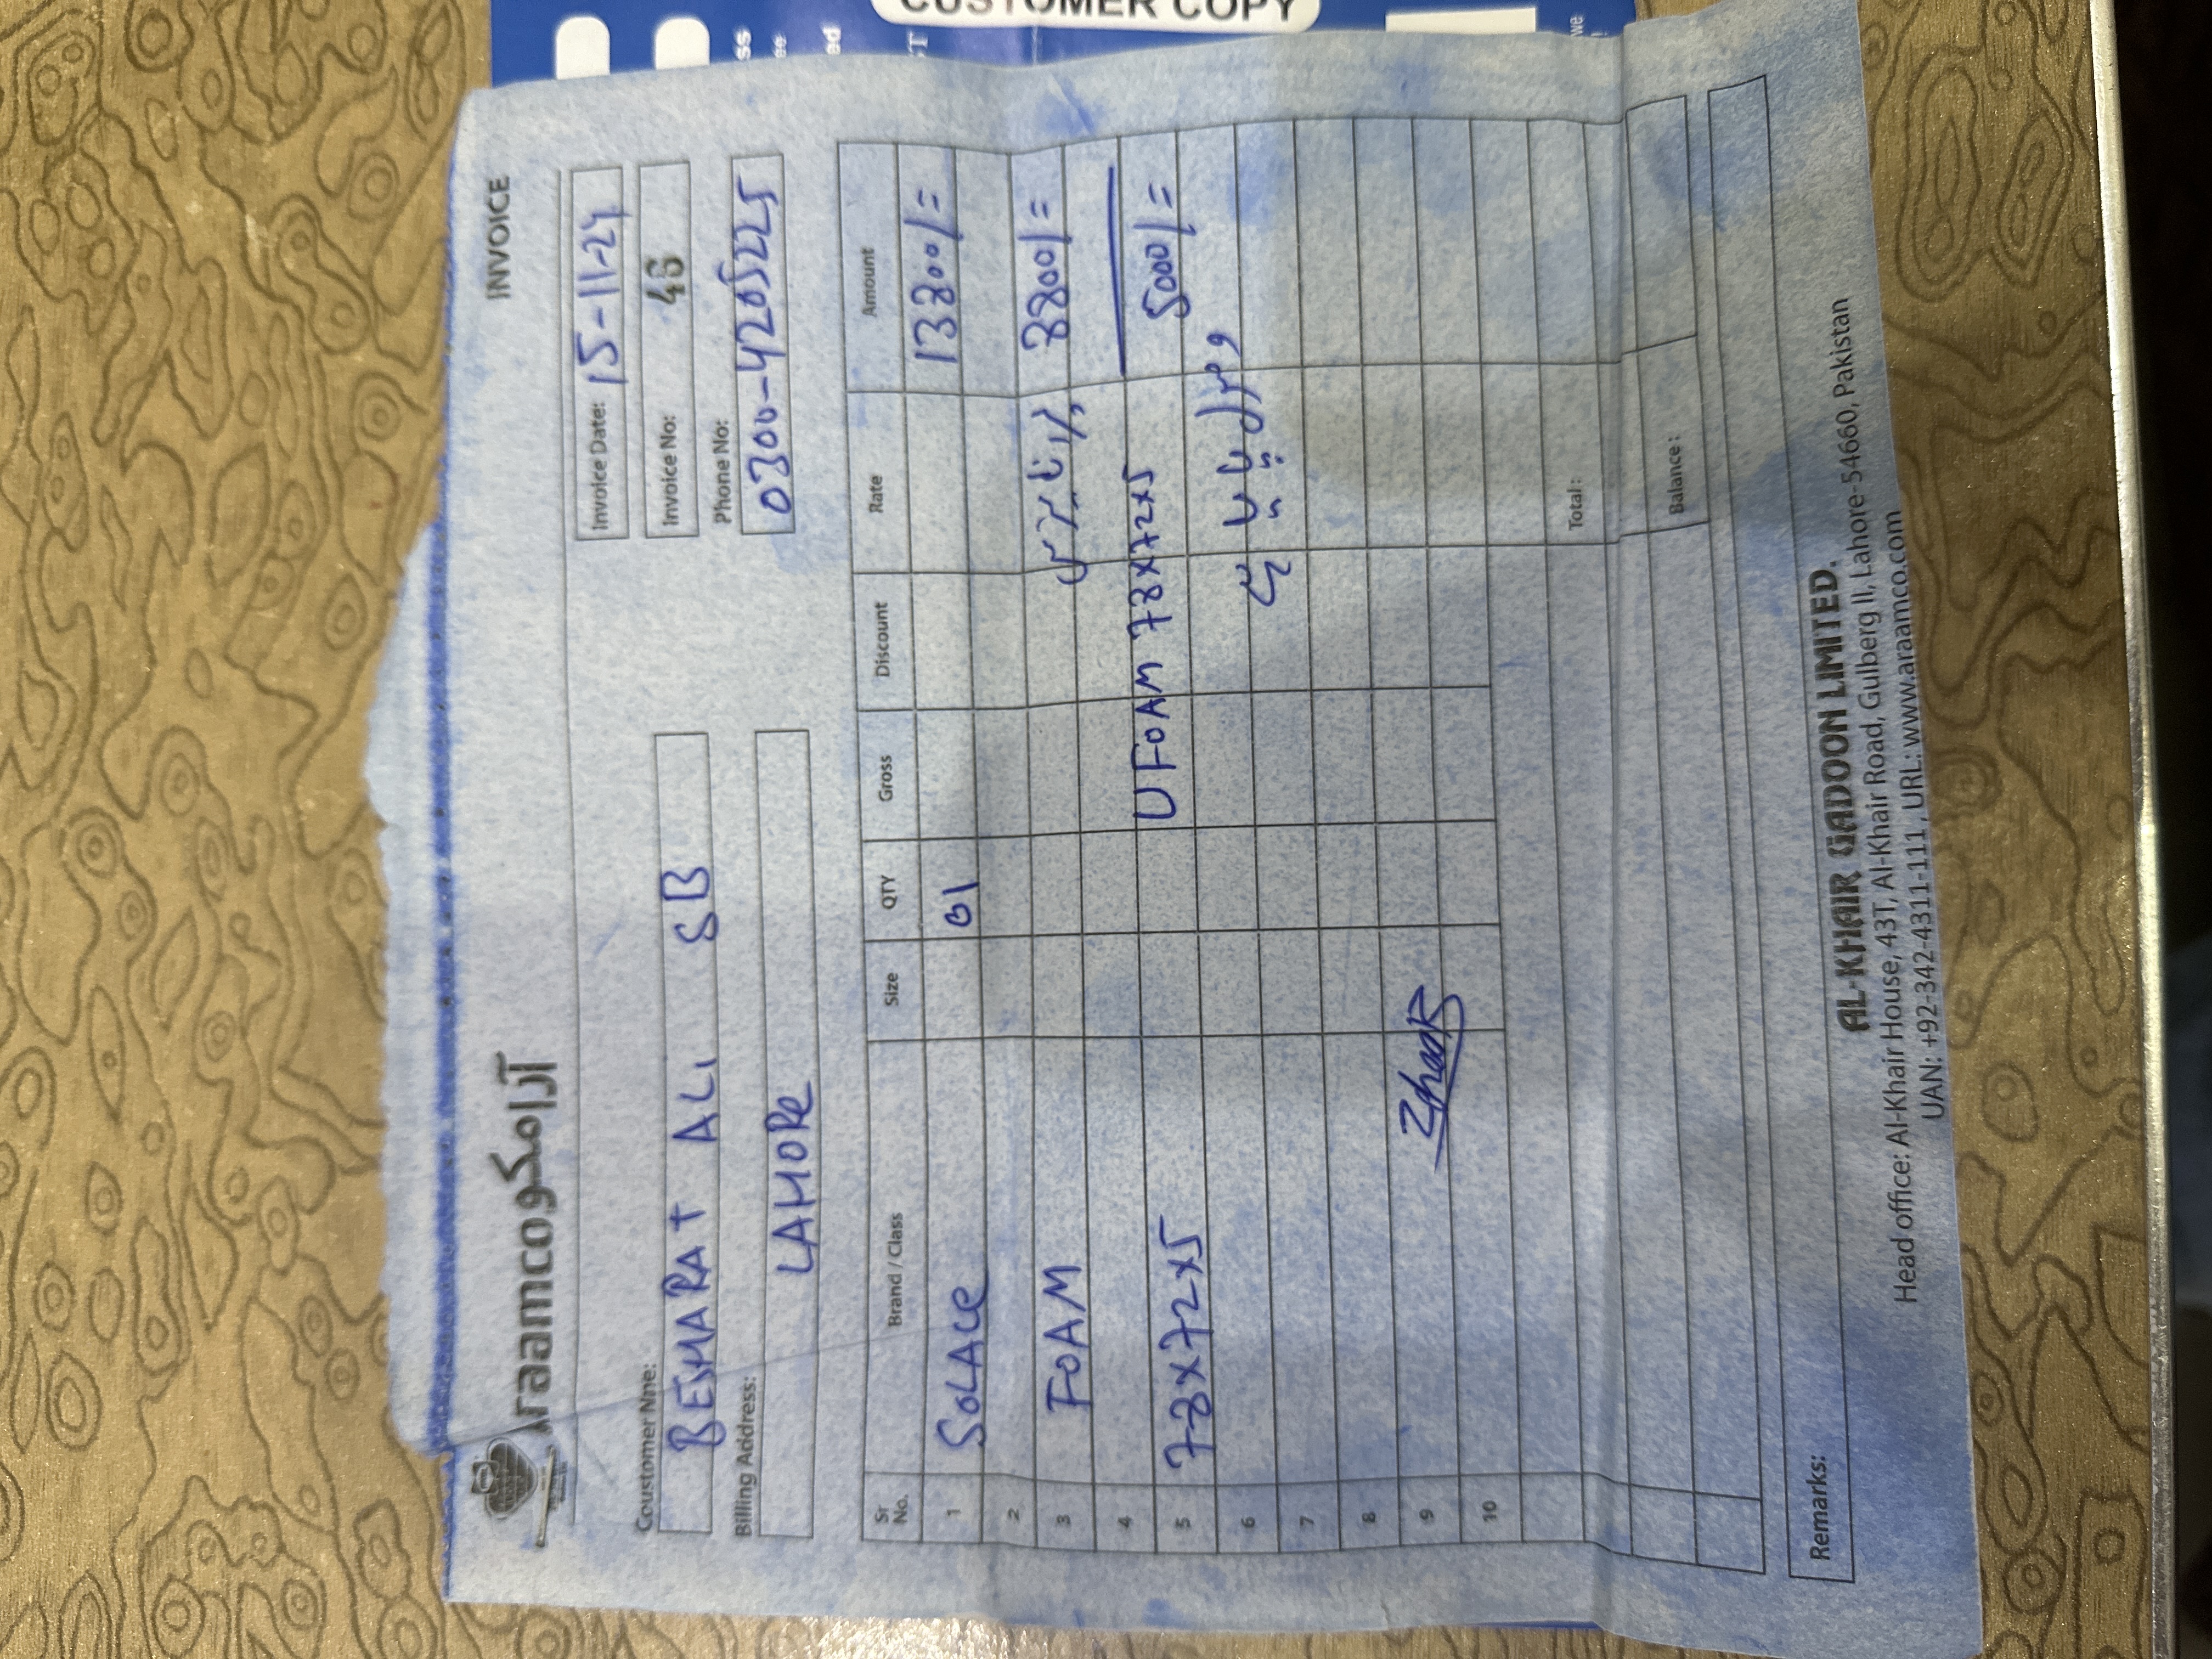 CUSTOMER COPY
INVOICE
araamco آرامکو
Invoice Date: 15-11-24
Invoice No: 46
Coustomer Nme:
BESHARAT ALI SB
Phone No:
0300-4205225
Billing Address:
LAHORE
Sr No. Brand / Class Size QTY Gross Discount Rate Amount
1 SOLACE 01 13800/=
2
3 FOAM 8800/=
4
5 78x72x5 UFOAM 78x72x5 5000/=
6
7
8
9
10
Total:
Balance:
Remarks:
AL-KHAIR GADOON LIMITED.
Head office: Al-Khair House, 43T, Al-Khair Road, Gulberg II, Lahore-54660, Pakistan
UAN: +92-342-4311-111, URL: www.araamco.com